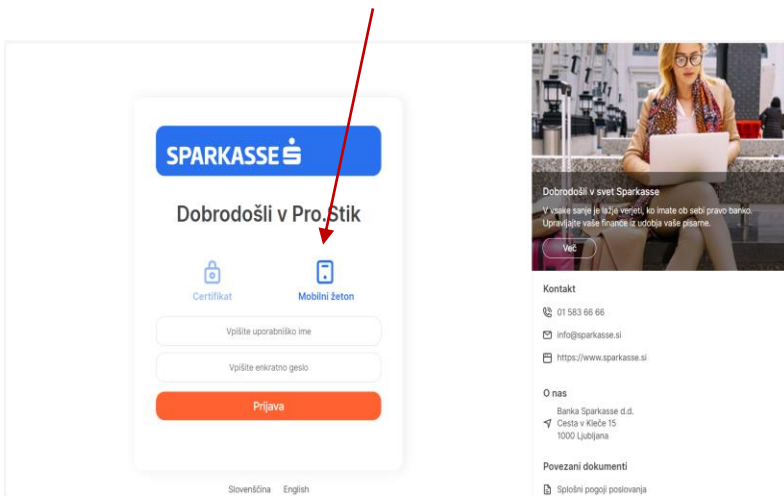 SPARKASSE
Dobrodošli v Pro.Stik
Certifikat
Mobilni žeton
Vpišite uporabniško ime
Vpišite enkratno geslo
Prijava
Slovenščina English
Dobrodošli v svet Sparkasse
V vsake sanje je lažje verjeti, ko imate ob sebi pravo banko.
Upravljajte vaše finance iz udobja vaše pisarne.
Več
Kontakt
01 583 66 66
info@sparkasse.si
https://www.sparkasse.si
O nas
Banka Sparkasse d.d.
Cesta v Kleče 15
1000 Ljubljana
Povezani dokumenti
Splošni pogoji poslovanja